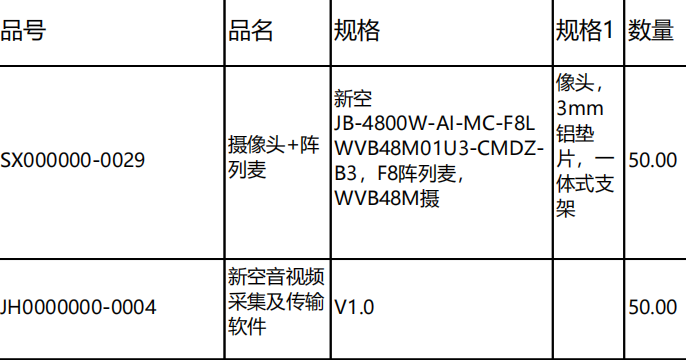 品号 品名 规格 规格1 数量
SX000000-0029
摄像头+阵
列麦
新空
JB-4800W-AI-MC-F8L
WVB48M01U3-CMDZ-
B3，F8阵列麦，
WVB48M摄
像头，
3mm
铝垫
片，一
体式支
架
50.00
JH0000000-0004
新空音视频
采集及传输
软件
V1.0
50.00